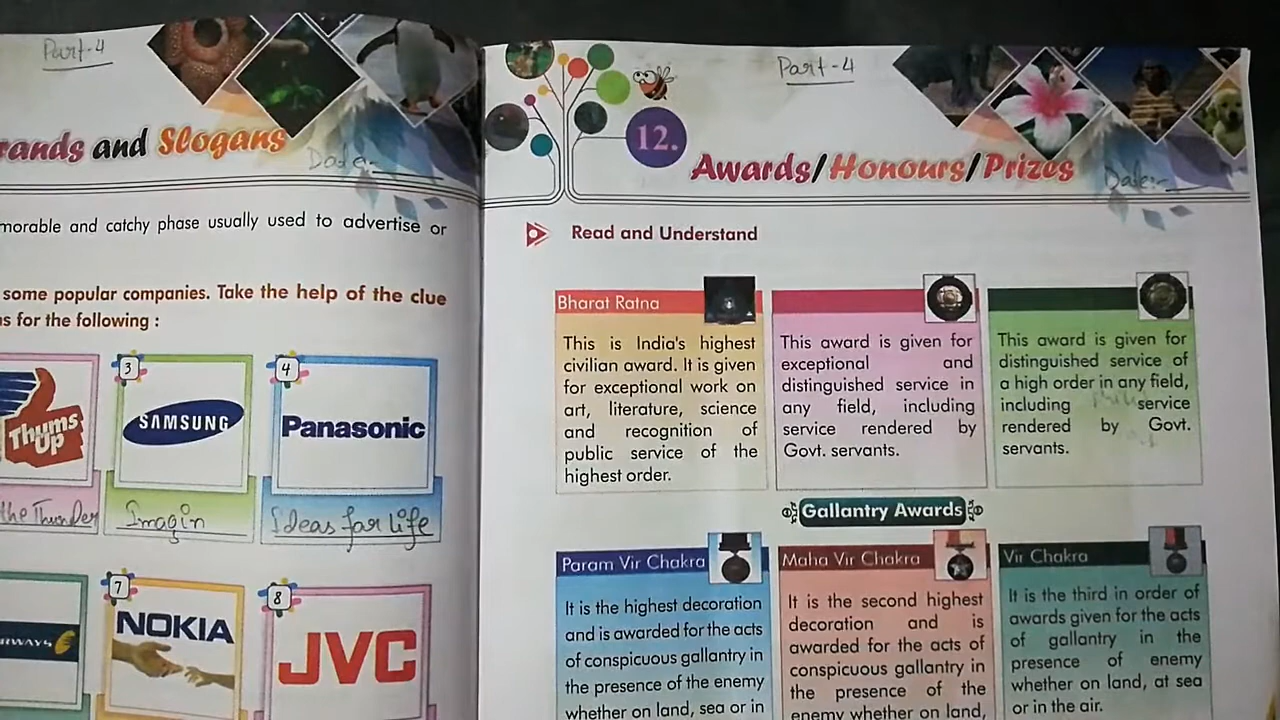 Part-4
rands and Slogans
Date-
morable and catchy phase usually used to advertise or
some popular companies. Take the help of the clue
s for the following :
3
4
Thums
Up
SAMSUNG
Panasonic
the Thunder
Imagin
Ideas for Life
7
8
RWAYS
NOKIA
JVC
Part-4
12.
Awards/Honours/Prizes
Date:-
Read and Understand
Bharat Ratna
This is India's highest
civilian award. It is given
for exceptional work on
art, literature, science
and recognition of
public service of the
highest order.
This award is given for
exceptional and
distinguished service in
any field, including
service rendered by
Govt. servants.
This award is given for
distinguished service of
a high order in any field,
including service
rendered by Govt.
servants.
Gallantry Awards
Param Vir Chakra
It is the highest decoration
and is awarded for the acts
of conspicuous gallantry in
the presence of the enemy
whether on land, sea or in
Maha Vir Chakra
It is the second highest
decoration and is
awarded for the acts of
conspicuous gallantry in
the presence of the
enemy whether on land,
Vir Chakra
It is the third in order of
awards given for the acts
of gallantry in the
presence of enemy
whether on land, at sea
or in the air.